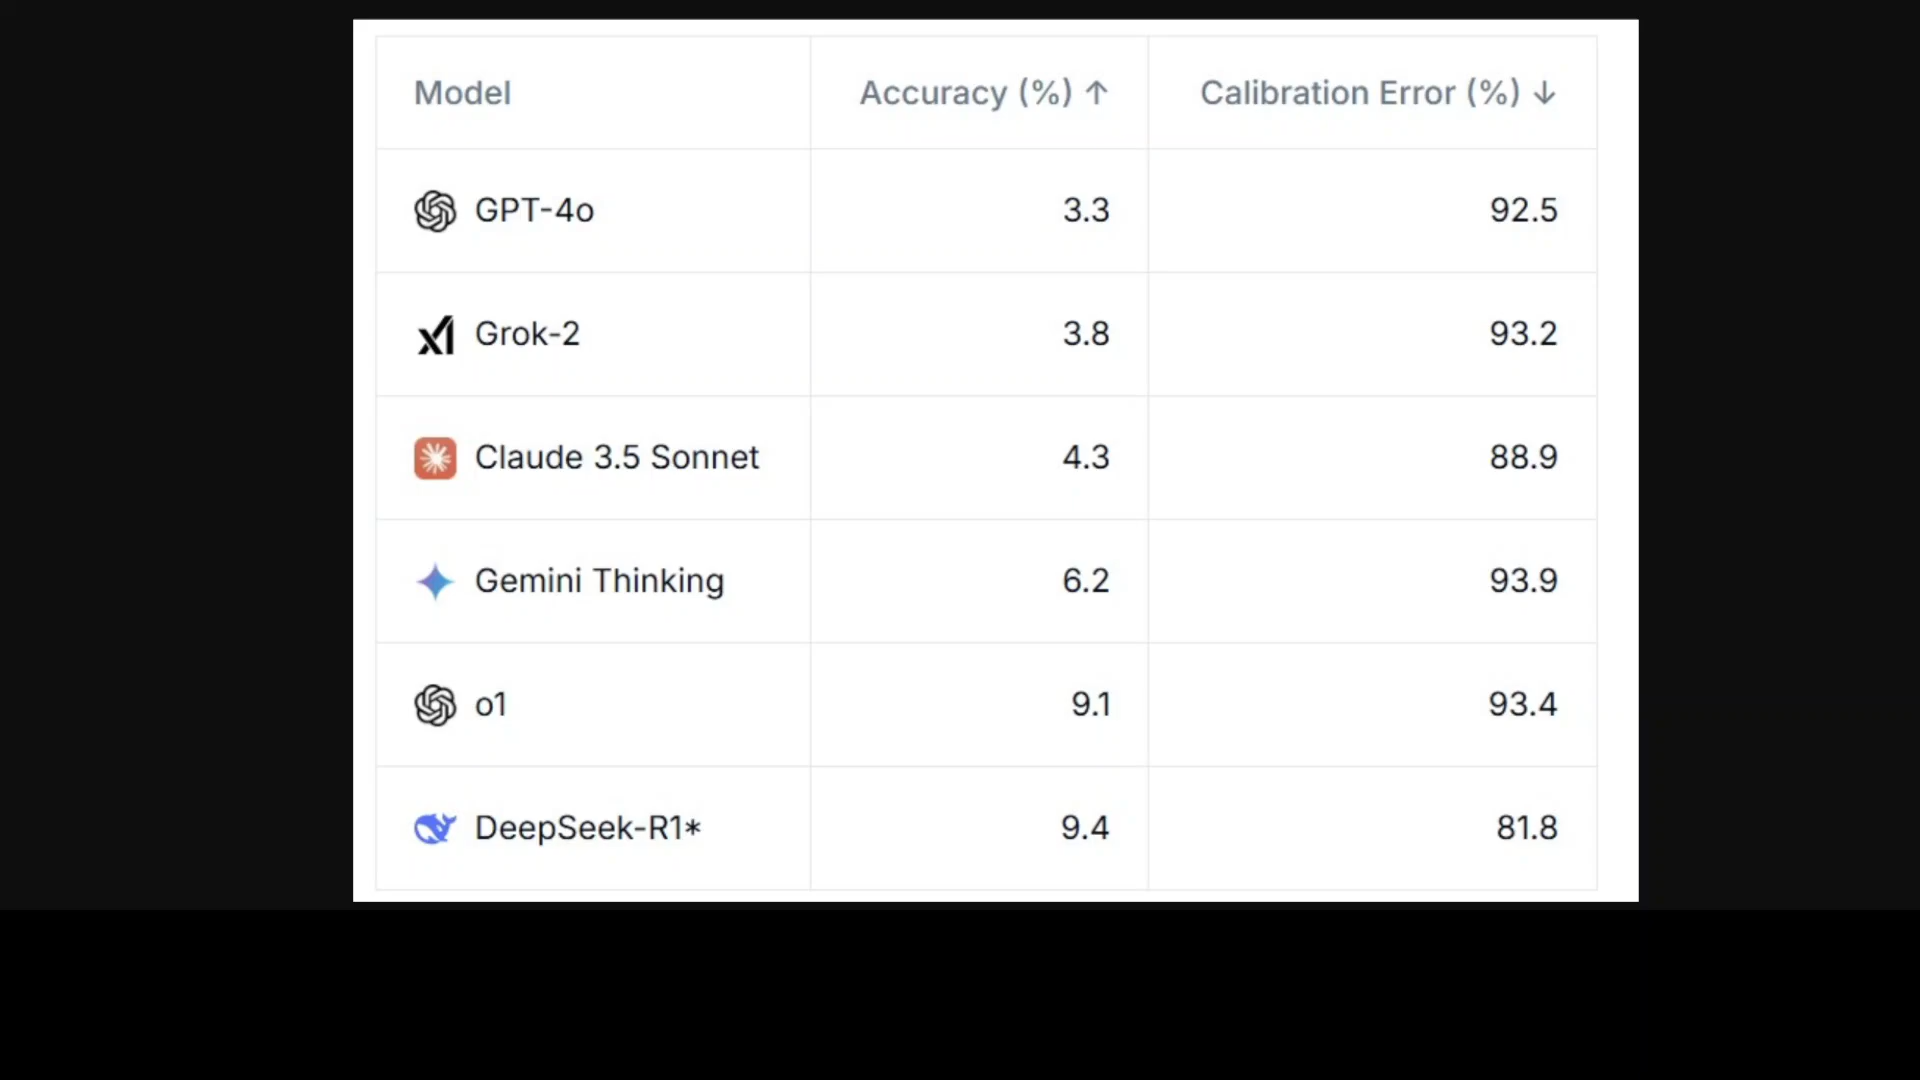 Model Accuracy (%) ↑ Calibration Error (%) ↓
GPT-4o 3.3 92.5
Grok-2 3.8 93.2
Claude 3.5 Sonnet 4.3 88.9
Gemini Thinking 6.2 93.9
o1 9.1 93.4
DeepSeek-R1* 9.4 81.8